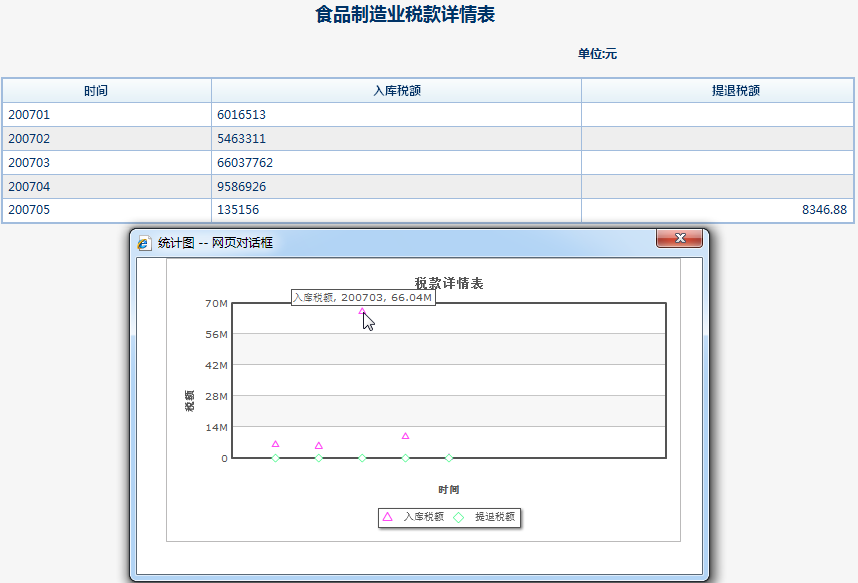 食品制造业税款详情表
单位:元
时间 入库税额 提退税额
200701 6016513
200702 5463311
200703 66037762
200704 9586926
200705 135156 8346.88
统计图 -- 网页对话框
税款详情表
入库税额, 200703, 66.04M
70M
56M
42M
28M
14M
0
税额
时间
入库税额 提退税额